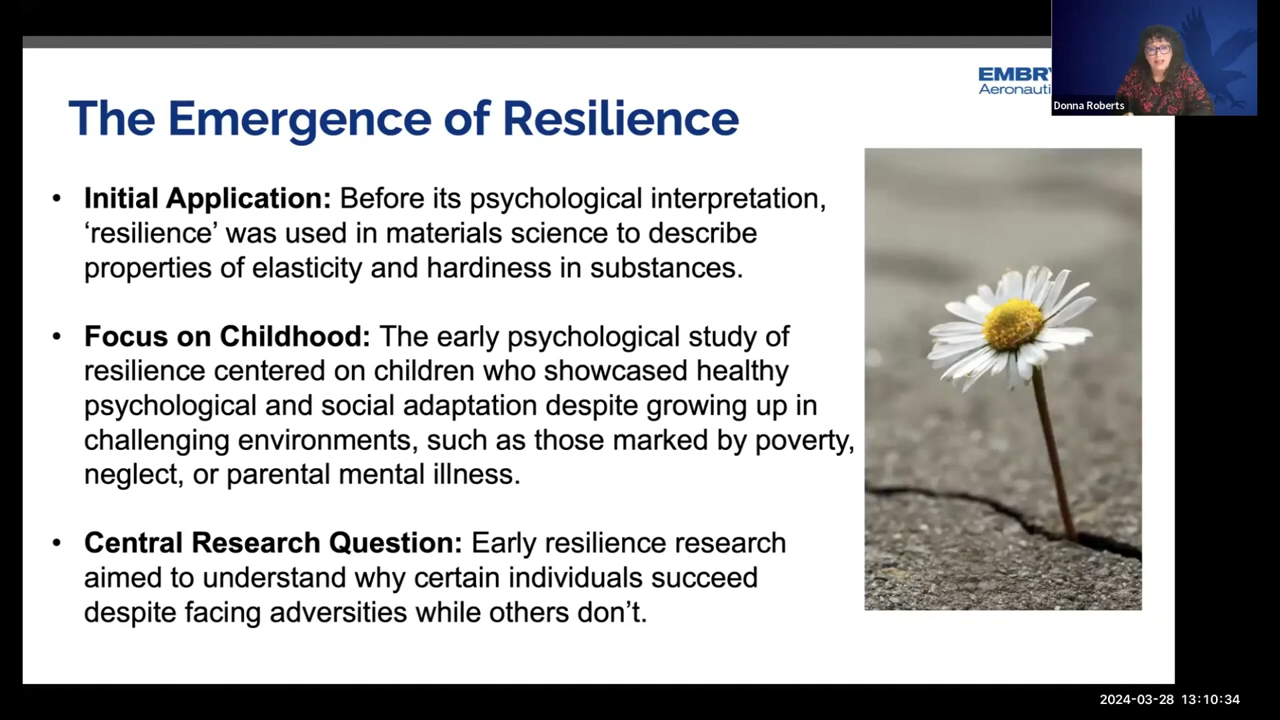 EMBRY
Aeronauti
Donna Roberts
The Emergence of Resilience
• Initial Application: Before its psychological interpretation,
‘resilience’ was used in materials science to describe
properties of elasticity and hardiness in substances.
• Focus on Childhood: The early psychological study of
resilience centered on children who showcased healthy
psychological and social adaptation despite growing up in
challenging environments, such as those marked by poverty,
neglect, or parental mental illness.
• Central Research Question: Early resilience research
aimed to understand why certain individuals succeed
despite facing adversities while others don’t.
2024-03-28 13:10:34